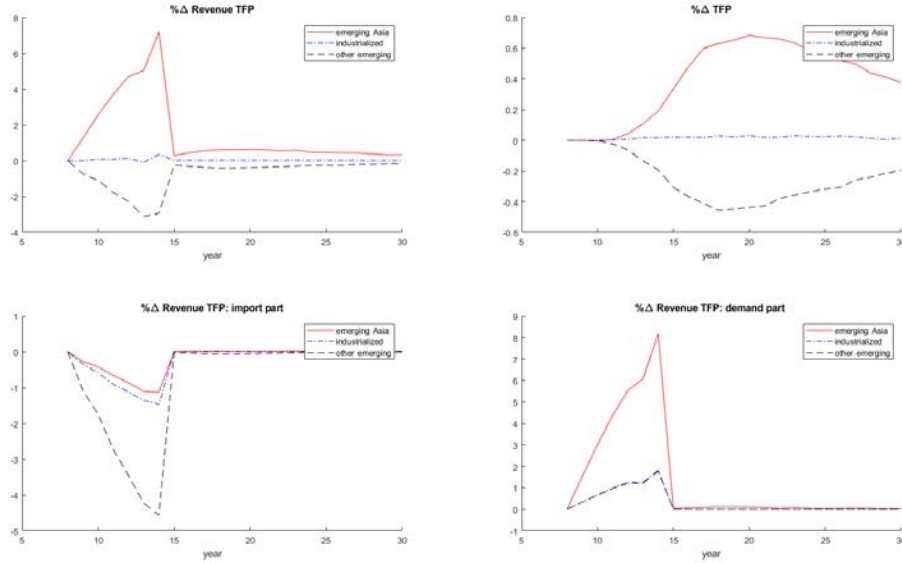 %Δ Revenue TFP
8
6
4
2
0
-2
-4
5
10
15
20
25
30
year
emerging Asia
industrialized
other emerging
%Δ TFP
0.8
0.6
0.4
0.2
0
-0.2
-0.4
-0.6
5
10
15
20
25
30
year
emerging Asia
industrialized
other emerging
%Δ Revenue TFP: import part
1
0
-1
-2
-3
-4
-5
5
10
15
20
25
30
year
emerging Asia
industrialized
other emerging
%Δ Revenue TFP: demand part
9
8
7
6
5
4
3
2
1
0
-1
5
10
15
20
25
30
year
emerging Asia
industrialized
other emerging